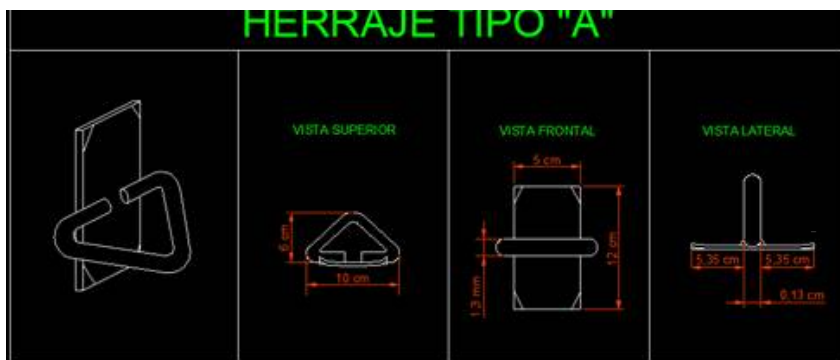 HERRAJE TIPO "A"
VISTA SUPERIOR
6 cm
10 cm
VISTA FRONTAL
5 cm
12 cm
1,3 mm
VISTA LATERAL
5,35 cm
5,35 cm
0,13 cm